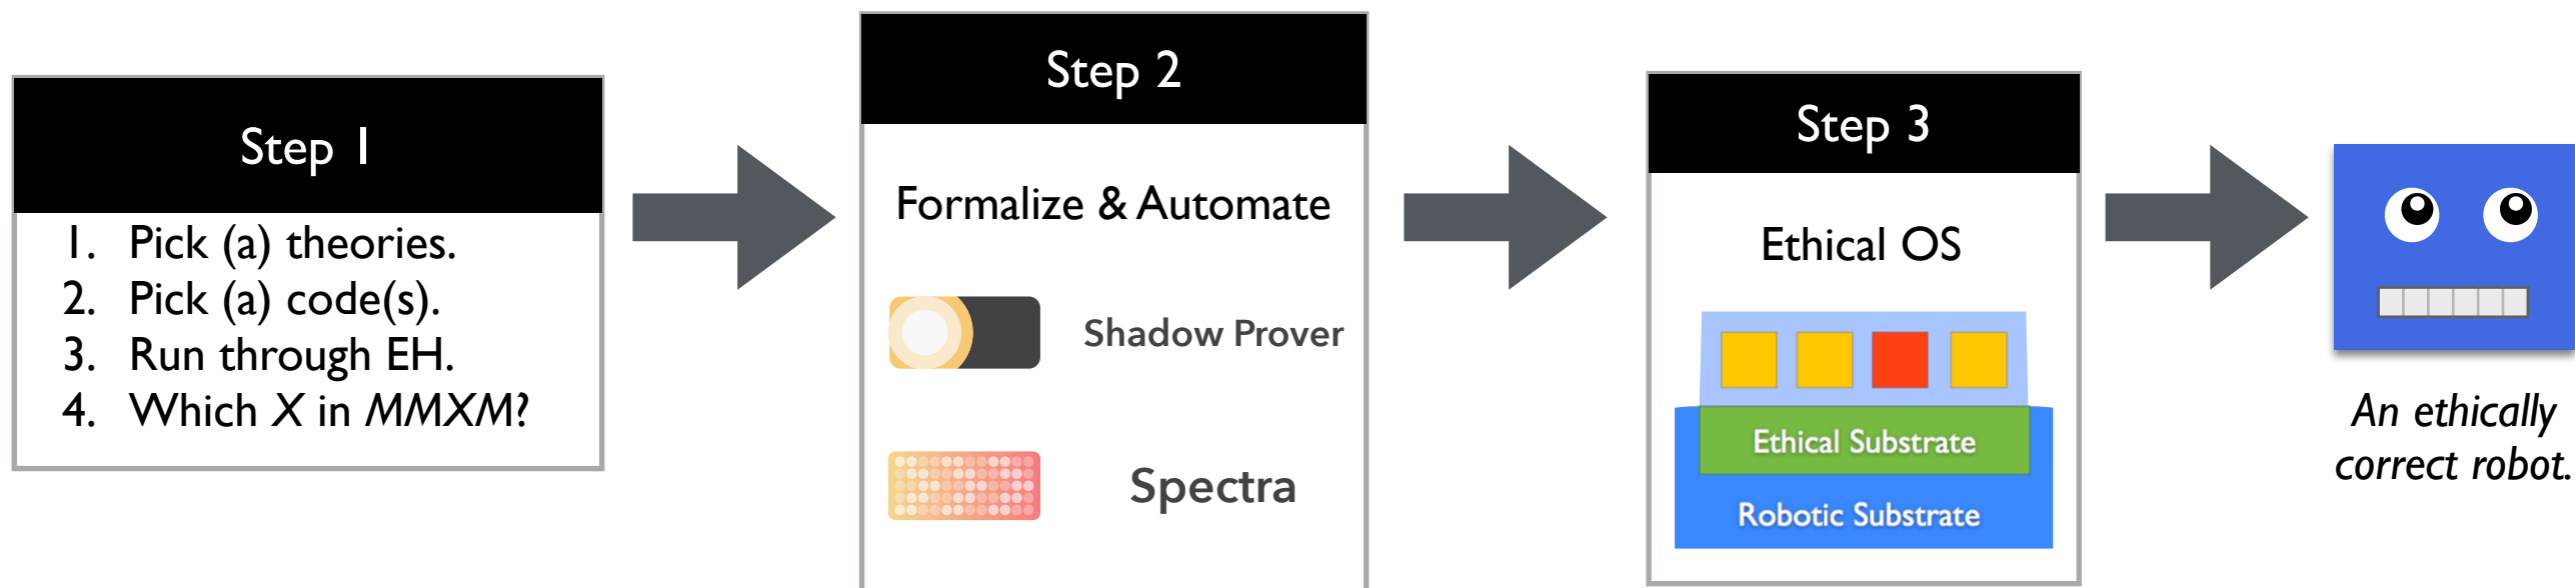 Step 1
1. Pick (a) theories.
2. Pick (a) code(s).
3. Run through EH.
4. Which X in MMXM?
Step 2
Formalize & Automate
Shadow Prover
Spectra
Step 3
Ethical OS
Ethical Substrate
Robotic Substrate
An ethically
correct robot.